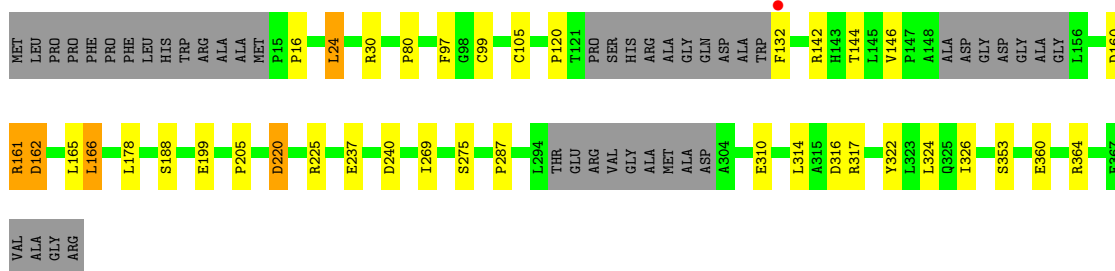 MET LEU PRO PRO PRO PHE PRO PHE LEU HIS TRP ARG ALA ALA MET P15 P16 L24 R30 P80 F97 G98 C99 C105 P120 T121 PRO SER HIS ARG ALA GLY GLN ASP ALA TRP F132 R142 H143 T144 L145 V146 P147 A148 ALA ASP GLY ASP GLY ALA GLY L156 D160
R161 D162 L165 L166 L178 S188 E199 P205 D220 R225 E237 D240 I269 S275 P287 L294 THR GLU ARG VAL GLY ALA MET ALA ASP A304 E310 L314 A315 D316 R317 Y322 L323 L324 Q325 I326 S353 E360 R364 E367
VAL ALA GLY ARG